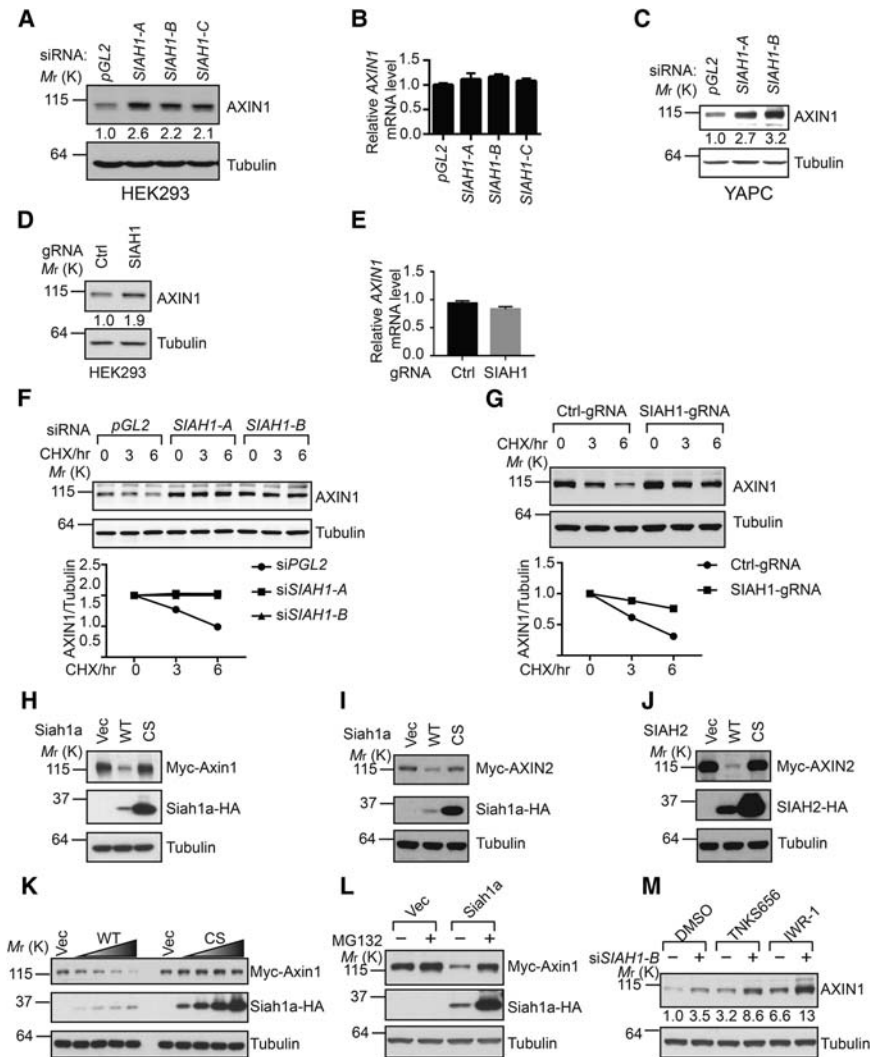 A
siRNA: pGL2 SIAH1-A SIAH1-B SIAH1-C
Mr (K)
115
AXIN1
1.0 2.6 2.2 2.1
64
Tubulin
HEK293
B
Relative AXIN1
mRNA level
1.5
1.0
0.5
0.0
pGL2 SIAH1-A SIAH1-B SIAH1-C
C
siRNA: pGL2 SIAH1-A SIAH1-B
Mr (K)
115
AXIN1
1.0 2.7 3.2
64
Tubulin
YAPC
D
gRNA Ctrl SIAH1
Mr (K)
115
AXIN1
1.0 1.9
64
Tubulin
HEK293
E
Relative AXIN1
mRNA level
1.5
1.0
0.5
0.0
gRNA Ctrl SIAH1
F
siRNA pGL2 SIAH1-A SIAH1-B
CHX/hr 0 3 6 0 3 6 0 3 6
Mr (K)
115
AXIN1
64
Tubulin
AXIN1/Tubulin
2.5
2.0
1.5
1.0
0.5
siPGL2
siSIAH1-A
siSIAH1-B
0 3 6
CHX/hr
G
Ctrl-gRNA SIAH1-gRNA
CHX/hr 0 3 6 0 3 6
Mr (K)
115
AXIN1
64
Tubulin
AXIN1/Tubulin
1.5
1.0
0.5
Ctrl-gRNA
SIAH1-gRNA
CHX/hr 0 3 6
H
Siah1a Vec WT CS
Mr (K)
115
Myc-Axin1
37
Siah1a-HA
64
Tubulin
I
Siah1a Vec WT CS
Mr (K)
115
Myc-AXIN2
37
Siah1a-HA
64
Tubulin
J
SIAH2 Vec WT CS
Mr (K)
115
Myc-AXIN2
37
SIAH2-HA
64
Tubulin
K
Mr (K) Vec WT Vec CS
115
Myc-Axin1
37
Siah1a-HA
64
Tubulin
L
Vec Siah1a
MG132 − + − +
Mr (K)
115
Myc-Axin1
37
Siah1a-HA
64
Tubulin
M
DMSO TNKS656 IWR-1
siSIAH1-B − + − + − +
Mr (K)
115
AXIN1
1.0 3.5 3.2 8.6 6.6 13
64
Tubulin